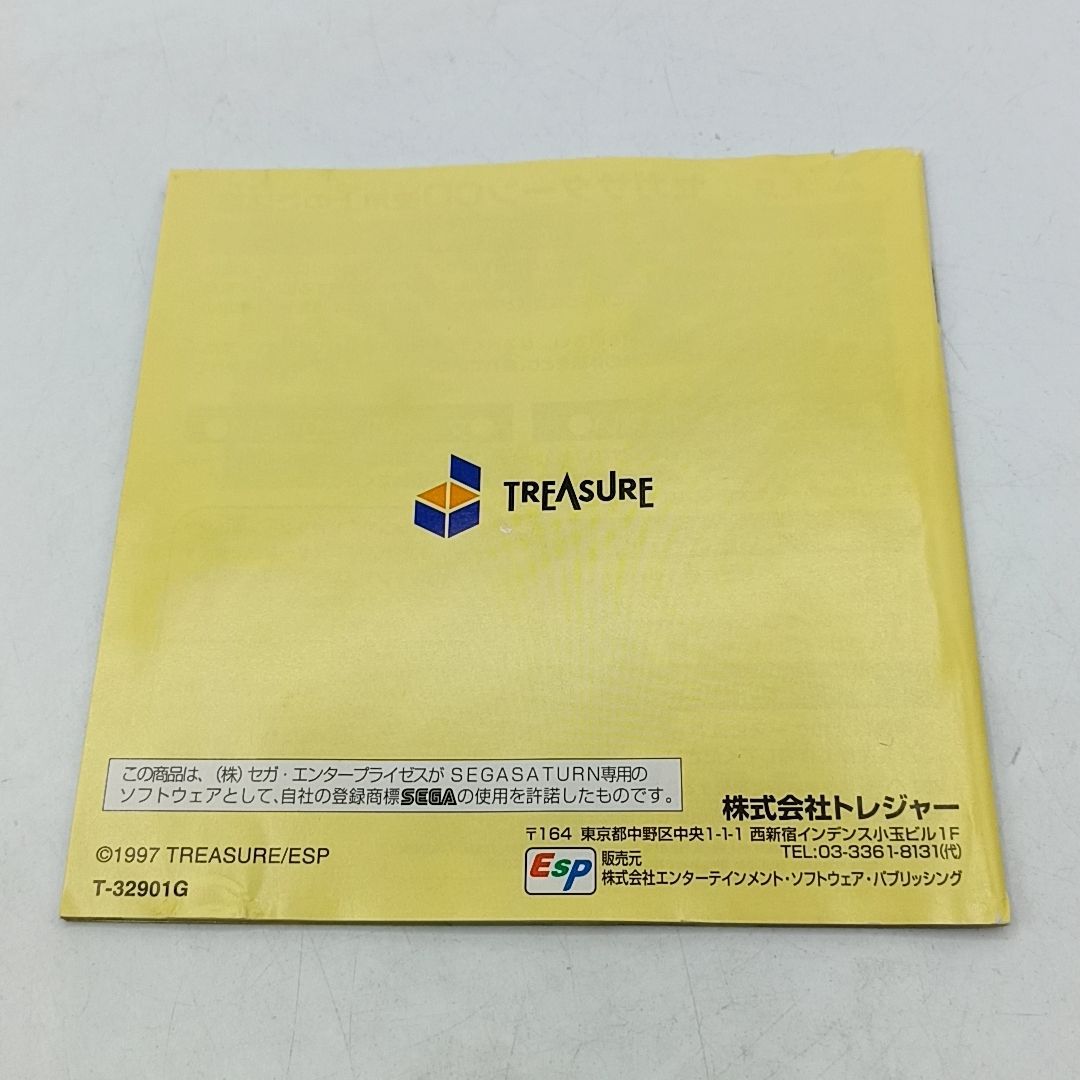 TREASURE
この商品は、(株)セガ・エンタープライゼスがSEGASATURN専用の
ソフトウェアとして、自社の登録商標SEGAの使用を許諾したものです。
©1997 TREASURE/ESP
T-32901G
株式会社トレジャー
〒164 東京都中野区中央1-1-1 西新宿インデンス小玉ビル1F
TEL:03-3361-8131(代)
Esp
販売元
株式会社エンターテインメント・ソフトウェア・パブリッシング